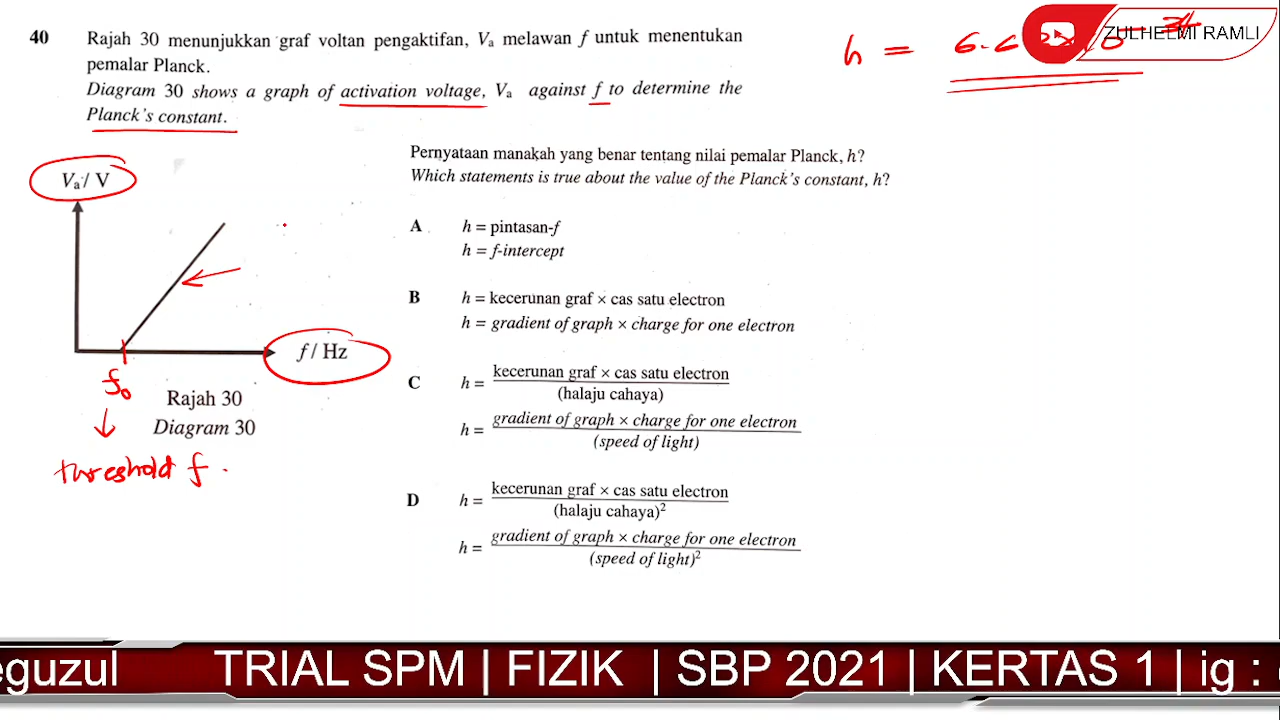 40 Rajah 30 menunjukkan graf voltan pengaktifan, Va melawan f untuk menentukan
pemalar Planck.
Diagram 30 shows a graph of activation voltage, Va against f to determine the
Planck's constant.
h =
ZULHELMI RAMLI
Pernyataan manakah yang benar tentang nilai pemalar Planck, h?
Which statements is true about the value of the Planck's constant, h?
Va / V
f / Hz
f₀
threshold f
Rajah 30
Diagram 30
A h = pintasan-f
h = f-intercept
B h = kecerunan graf × cas satu electron
h = gradient of graph × charge for one electron
C h = kecerunan graf × cas satu electron
(halaju cahaya)
h = gradient of graph × charge for one electron
(speed of light)
D h = kecerunan graf × cas satu electron
(halaju cahaya)²
h = gradient of graph × charge for one electron
(speed of light)²
eguzul TRIAL SPM | FIZIK | SBP 2021 | KERTAS 1 | ig :